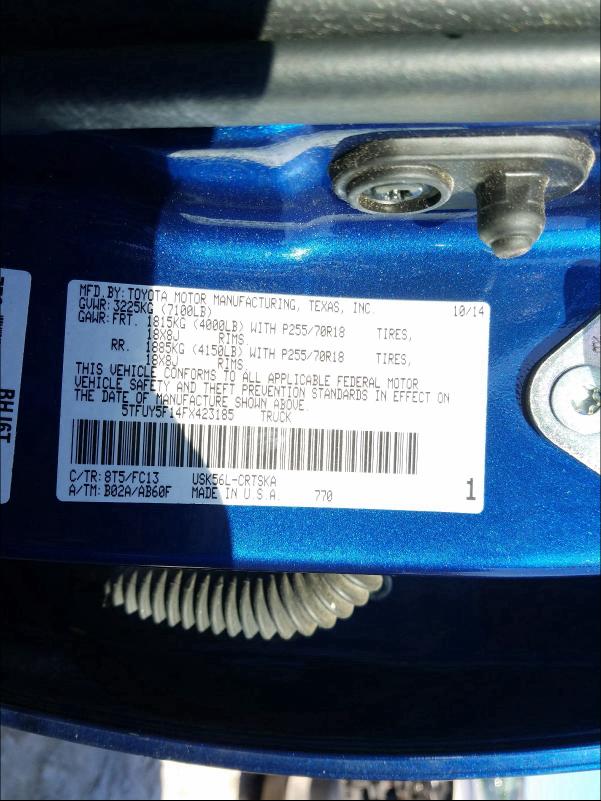 MFD.BY:TOYOTA MOTOR MANUFACTURING, TEXAS, INC. 10/14
GVWR:3225KG (7100LB)
GAWR:FRT. 1815KG (4000LB) WITH P255/70R18 TIRES,
18X8J RIMS
RR. 1885KG (4150LB) WITH P255/70R18 TIRES,
18X8J RIMS
THIS VEHICLE CONFORMS TO ALL APPLICABLE FEDERAL MOTOR
VEHICLE SAFETY AND THEFT PREVENTION STANDARDS IN EFFECT ON
THE DATE OF MANUFACTURE SHOWN ABOVE.
5TFUY5F14FX423185 TRUCK
C/TR: 8T5/FC13 USK56L-CRTSKA
A/TM: B02A/AB60F MADE IN U.S.A. 770 1